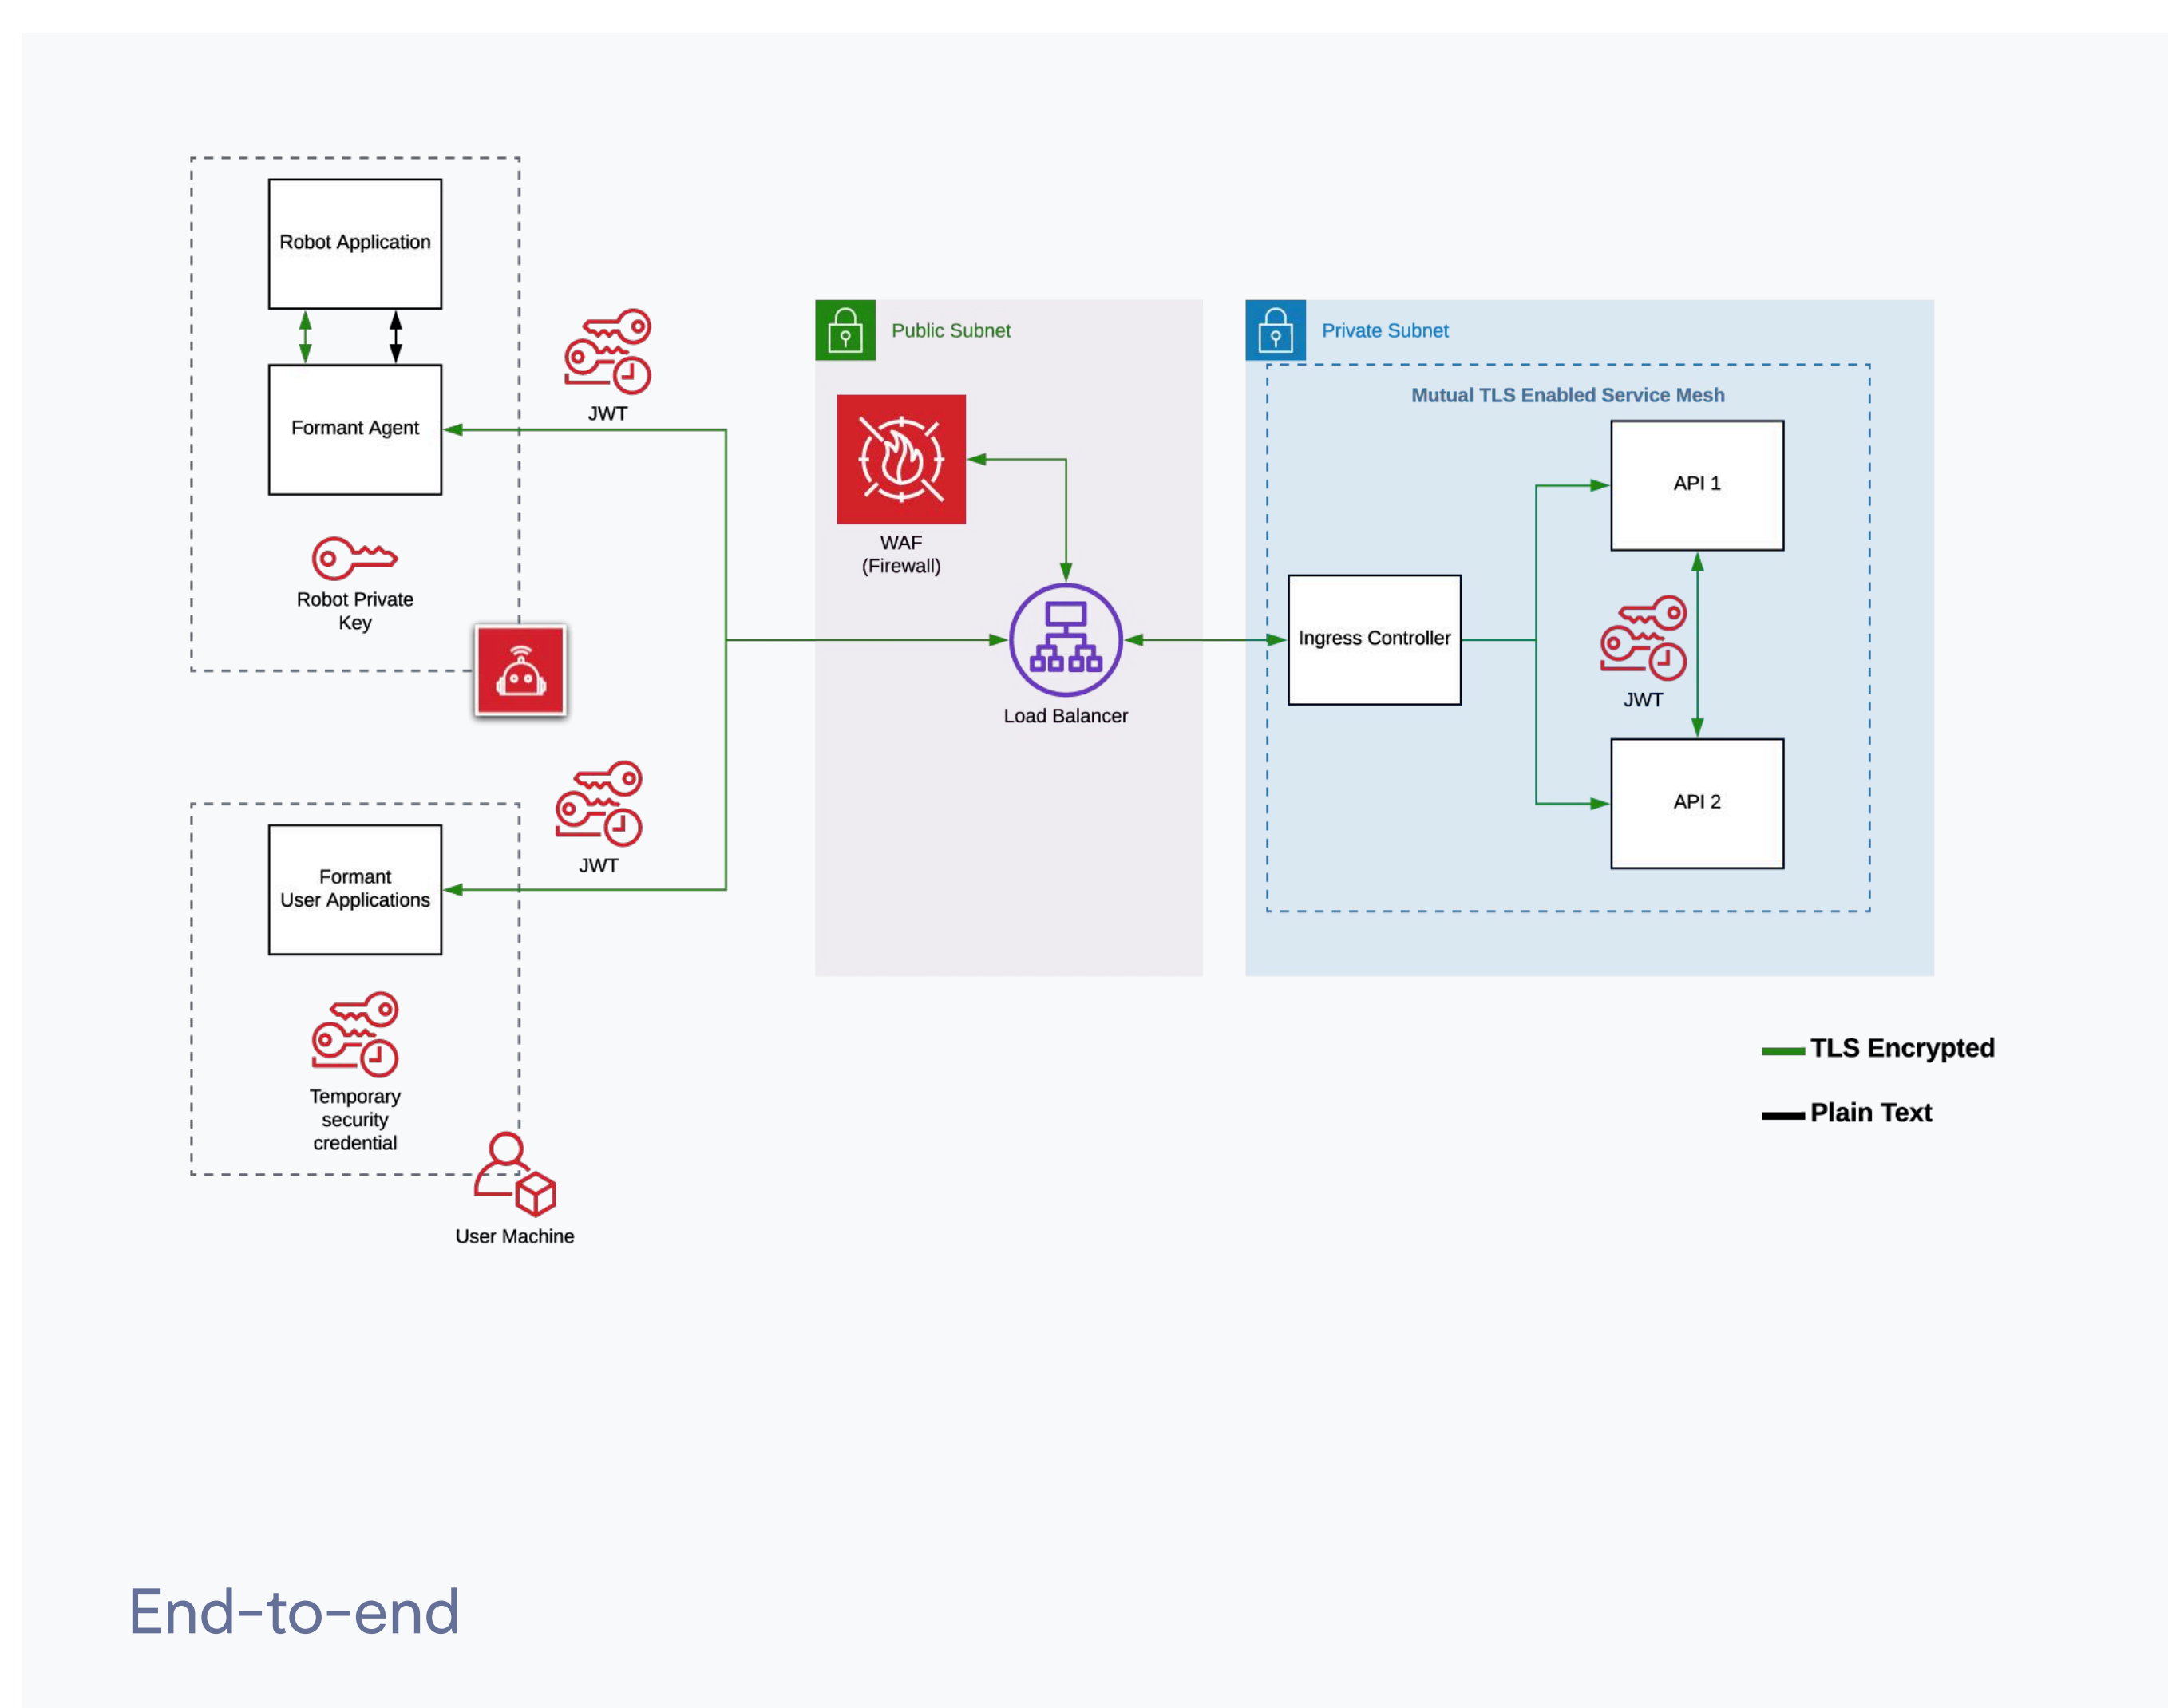 Robot Application
Formant Agent
Robot Private
Key
JWT
JWT
Formant
User Applications
Temporary
security
credential
User Machine
Public Subnet
WAF
(Firewall)
Load Balancer
Private Subnet
Mutual TLS Enabled Service Mesh
API 1
Ingress Controller
JWT
API 2
TLS Encrypted
Plain Text
End-to-end